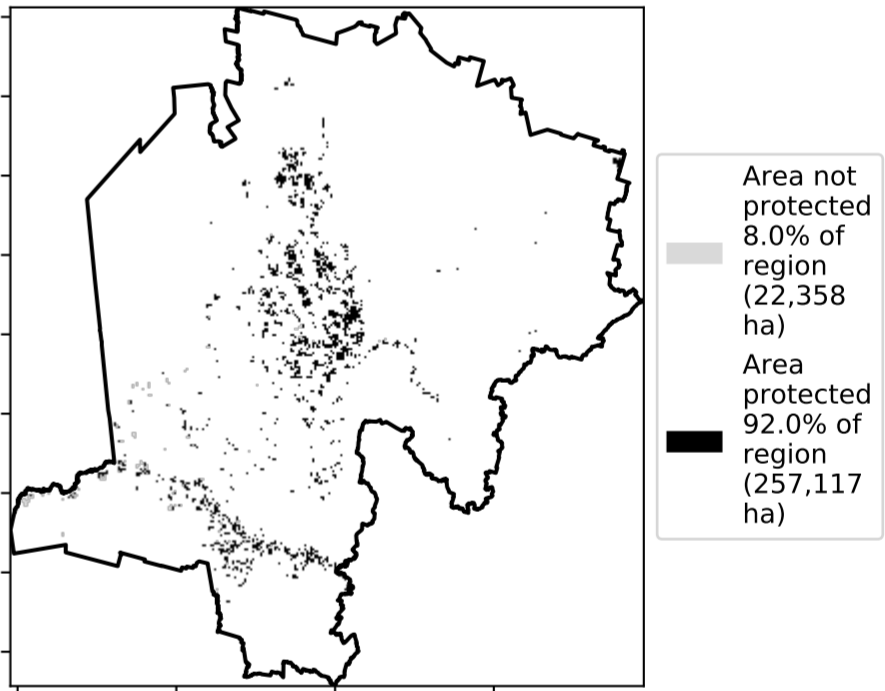 Area not
protected
8.0% of
region
(22,358
ha)
Area
protected
92.0% of
region
(257,117
ha)